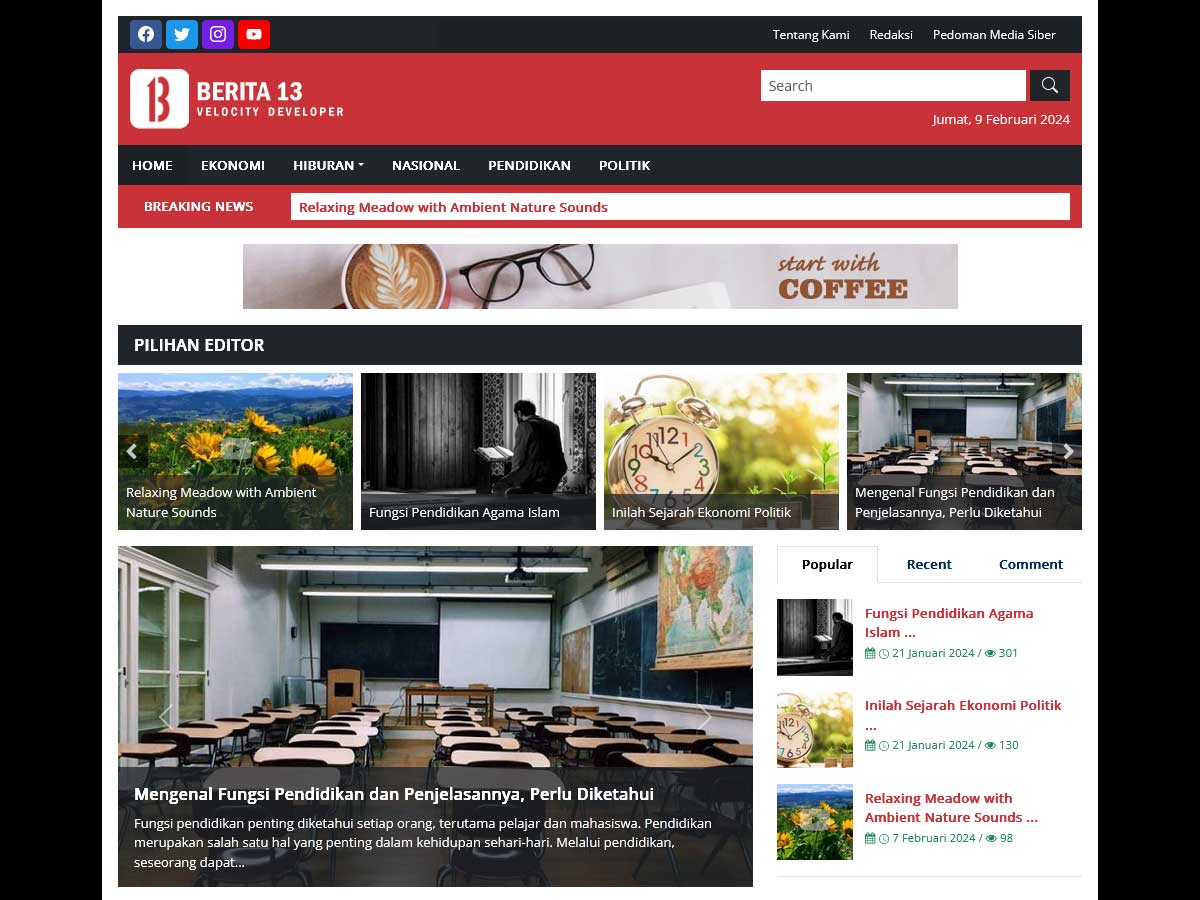 Tentang Kami Redaksi Pedoman Media Siber
BERITA 13
VELOCITY DEVELOPER
Search
Jumat, 9 Februari 2024
HOME EKONOMI HIBURAN NASIONAL PENDIDIKAN POLITIK
BREAKING NEWS Relaxing Meadow with Ambient Nature Sounds
start with
COFFEE
PILIHAN EDITOR
Relaxing Meadow with Ambient
Nature Sounds
Fungsi Pendidikan Agama Islam
Inilah Sejarah Ekonomi Politik
Mengenal Fungsi Pendidikan dan
Penjelasannya, Perlu Diketahui
Mengenal Fungsi Pendidikan dan Penjelasannya, Perlu Diketahui
Fungsi pendidikan penting diketahui setiap orang, terutama pelajar dan mahasiswa. Pendidikan
merupakan salah satu hal yang penting dalam kehidupan sehari-hari. Melalui pendidikan,
seseorang dapat...
Popular Recent Comment
Fungsi Pendidikan Agama
Islam ...
21 Januari 2024 / 301
Inilah Sejarah Ekonomi Politik
...
21 Januari 2024 / 130
Relaxing Meadow with
Ambient Nature Sounds ...
7 Februari 2024 / 98